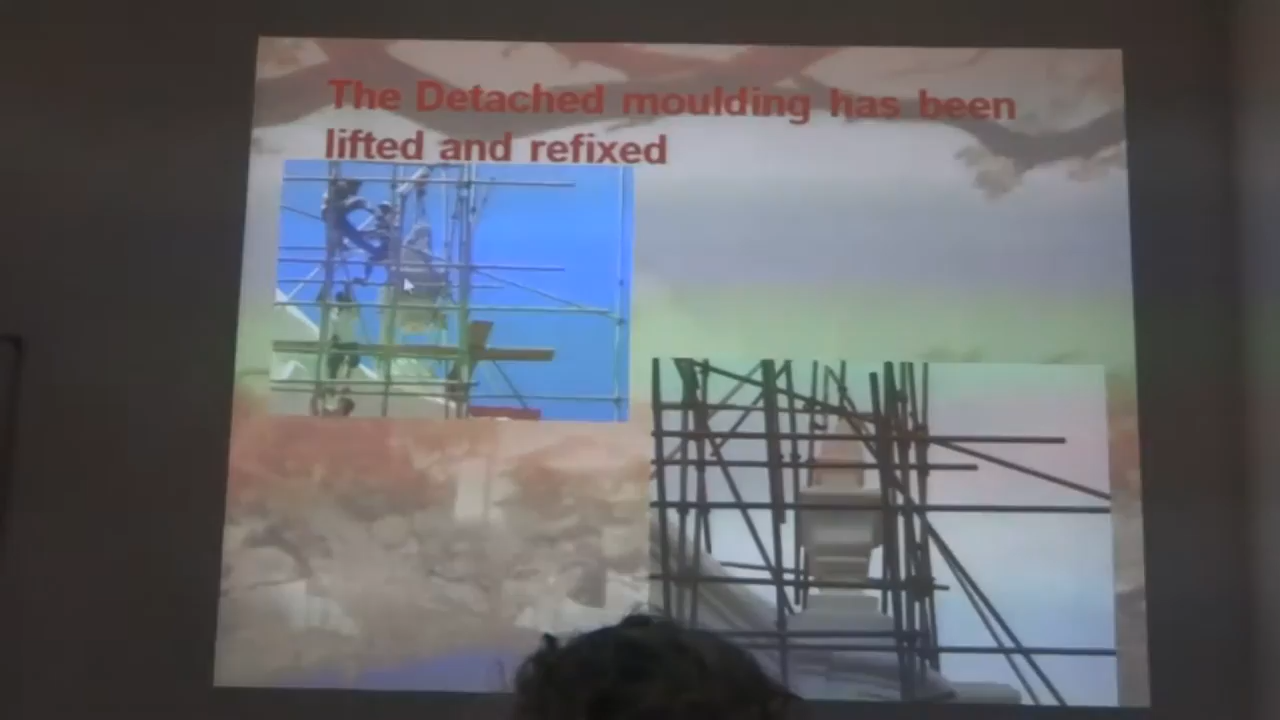 The Detached moulding has been
lifted and refixed